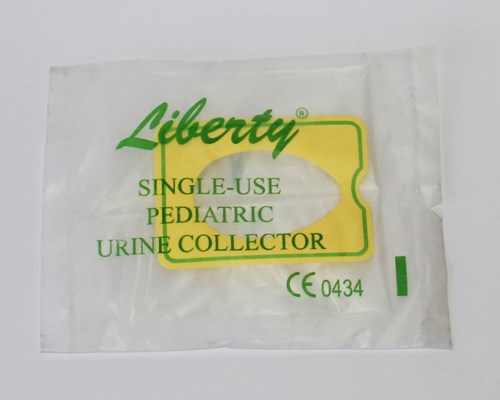 Liberty®
SINGLE-USE
PEDIATRIC
URINE COLLECTOR
CE 0434